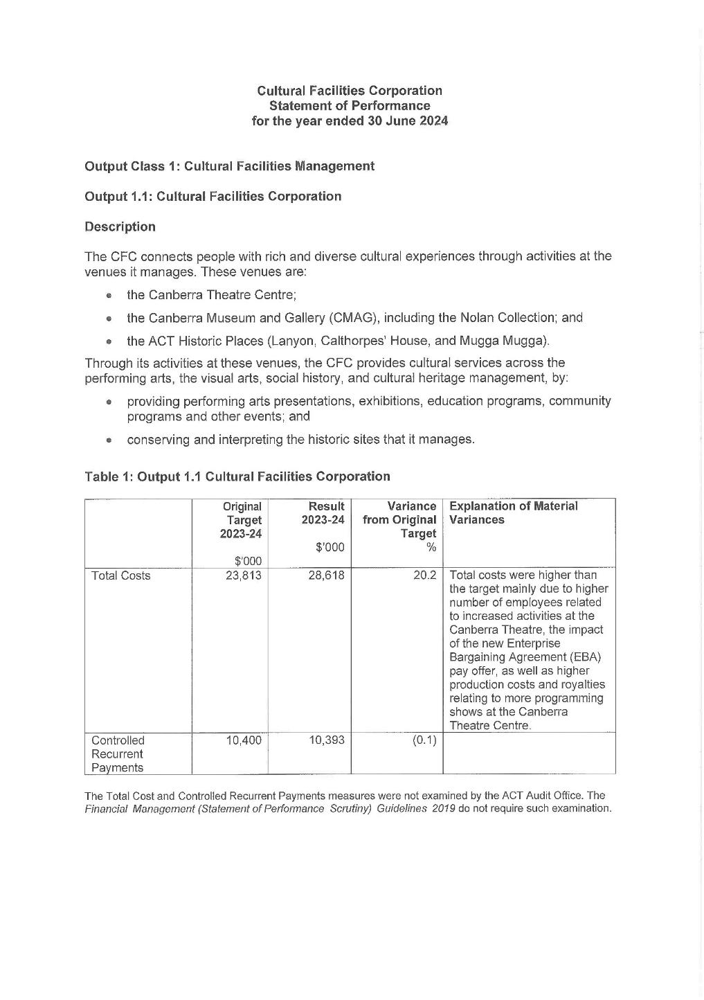 Cultural Facilities Corporation
Statement of Performance
for the year ended 30 June 2024
Output Class 1: Cultural Facilities Management
Output 1.1: Cultural Facilities Corporation
Description
The CFC connects people with rich and diverse cultural experiences through activities at the
venues it manages. These venues are:
• the Canberra Theatre Centre;
• the Canberra Museum and Gallery (CMAG), including the Nolan Collection; and
• the ACT Historic Places (Lanyon, Calthorpes' House, and Mugga Mugga).
Through its activities at these venues, the CFC provides cultural services across the
performing arts, the visual arts, social history, and cultural heritage management, by:
• providing performing arts presentations, exhibitions, education programs, community
programs and other events; and
• conserving and interpreting the historic sites that it manages.
Table 1: Output 1.1 Cultural Facilities Corporation
Original
Target
2023-24
$'000
Result
2023-24
$'000
Variance
from Original
Target
%
Explanation of Material
Variances
Total Costs
23,813
28,618
20.2
Total costs were higher than
the target mainly due to higher
number of employees related
to increased activities at the
Canberra Theatre, the impact
of the new Enterprise
Bargaining Agreement (EBA)
pay offer, as well as higher
production costs and royalties
relating to more programming
shows at the Canberra
Theatre Centre.
Controlled
Recurrent
Payments
10,400
10,393
(0.1)
The Total Cost and Controlled Recurrent Payments measures were not examined by the ACT Audit Office. The
Financial Management (Statement of Performance Scrutiny) Guidelines 2019 do not require such examination.